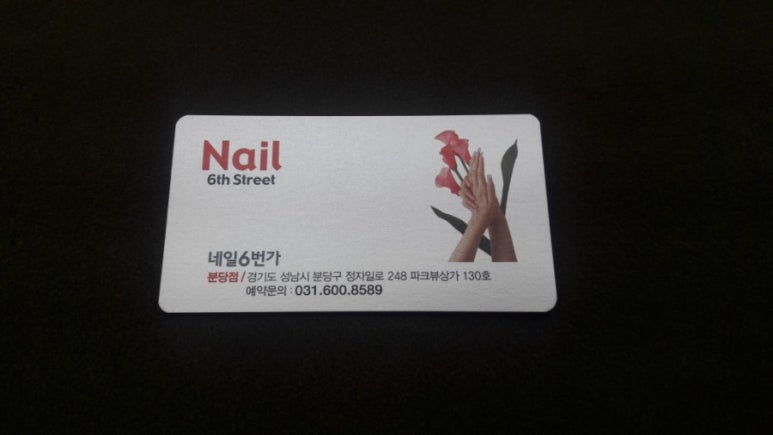 Nail
6th Street
네일6번가
분당점 / 경기도 성남시 분당구 정자일로 248 파크뷰상가 130호
예약문의 : 031.600.8589